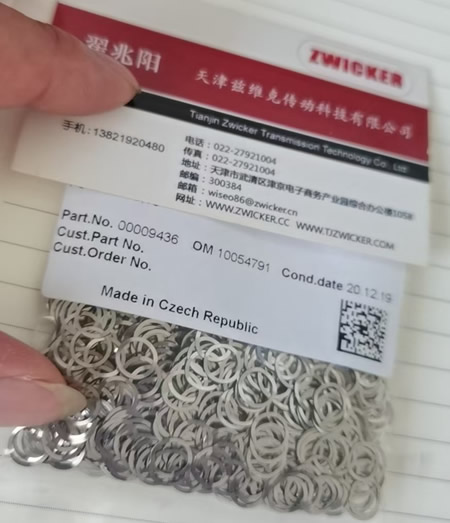 ZWICKER
翟兆阳
天津兹维克传动科技有限公司
Tianjin Zwicker Transmission Technology Co., Ltd.
手机:13821920480
电话:022-27921004
传真:022-27921004
地址:天津市武清区津京电子商务产业园综合办公楼1058
邮编:300384
邮箱:wiseo86@zwicker.cn
网址:WWW.ZWICKER.CC WWW.TJZWICKER.COM
Part.No. 00009436 OM 10054791 Cond.date 20.12.19
Cust.Part No.
Cust.Order No.
Made in Czech Republic